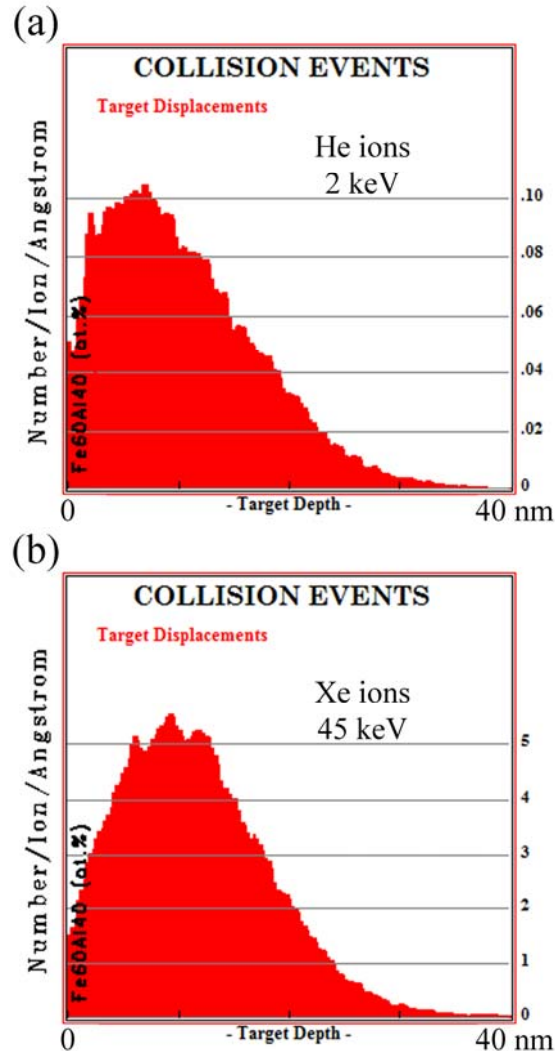 (a)
COLLISION EVENTS
Target Displacements
He ions
2 keV
Number/Ion/Angstrom
Fe60Al40 (at.%)
.10
.08
.06
.04
.02
0
0
- Target Depth -
40 nm
(b)
COLLISION EVENTS
Target Displacements
Xe ions
45 keV
Number/Ion/Angstrom
Fe60Al40 (at.%)
5
4
3
2
1
0
0
- Target Depth -
40 nm